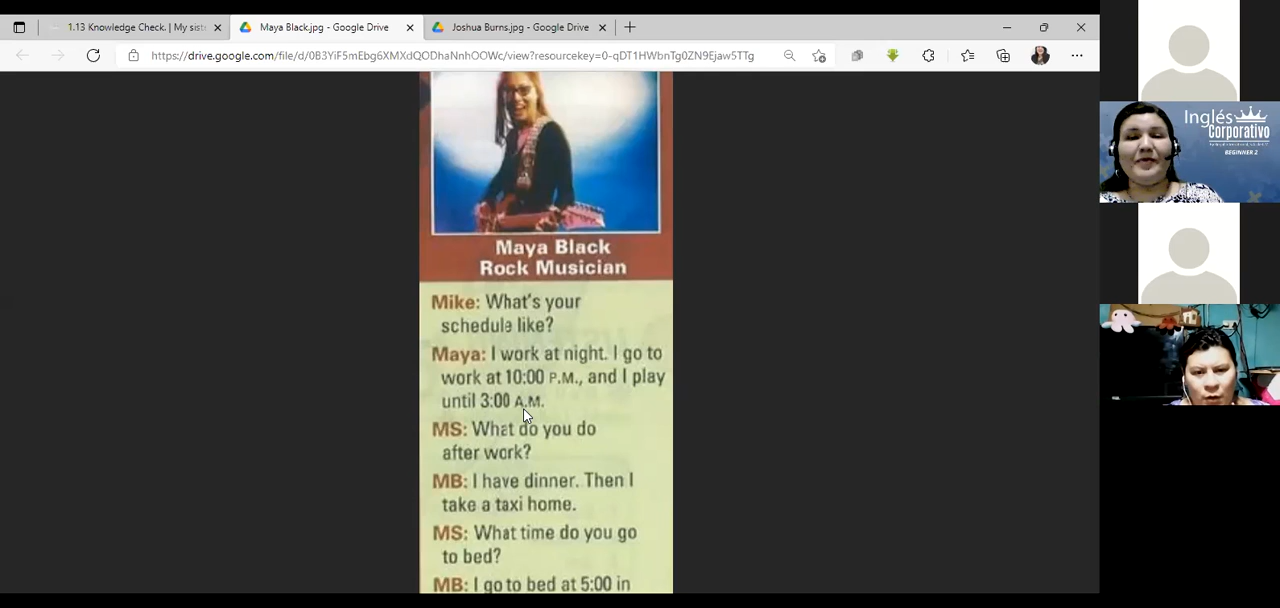 1.13 Knowledge Check. | My sist
Maya Black.jpg - Google Drive
Joshua Burns.jpg - Google Drive
https://drive.google.com/file/d/0B3YiF5mEbg6XMXdQODhaNnhOOWc/view?resourcekey=0-qDT1HWbnTg0ZN9Ejaw5TTg
Maya Black
Rock Musician
Mike: What's your
schedule like?
Maya: I work at night. I go to
work at 10:00 P.M., and I play
until 3:00 A.M.
MS: What do you do
after work?
MB: I have dinner. Then I
take a taxi home.
MS: What time do you go
to bed?
MB: I go to bed at 5:00 in
Inglés
Corporativo
BEGINNER 2